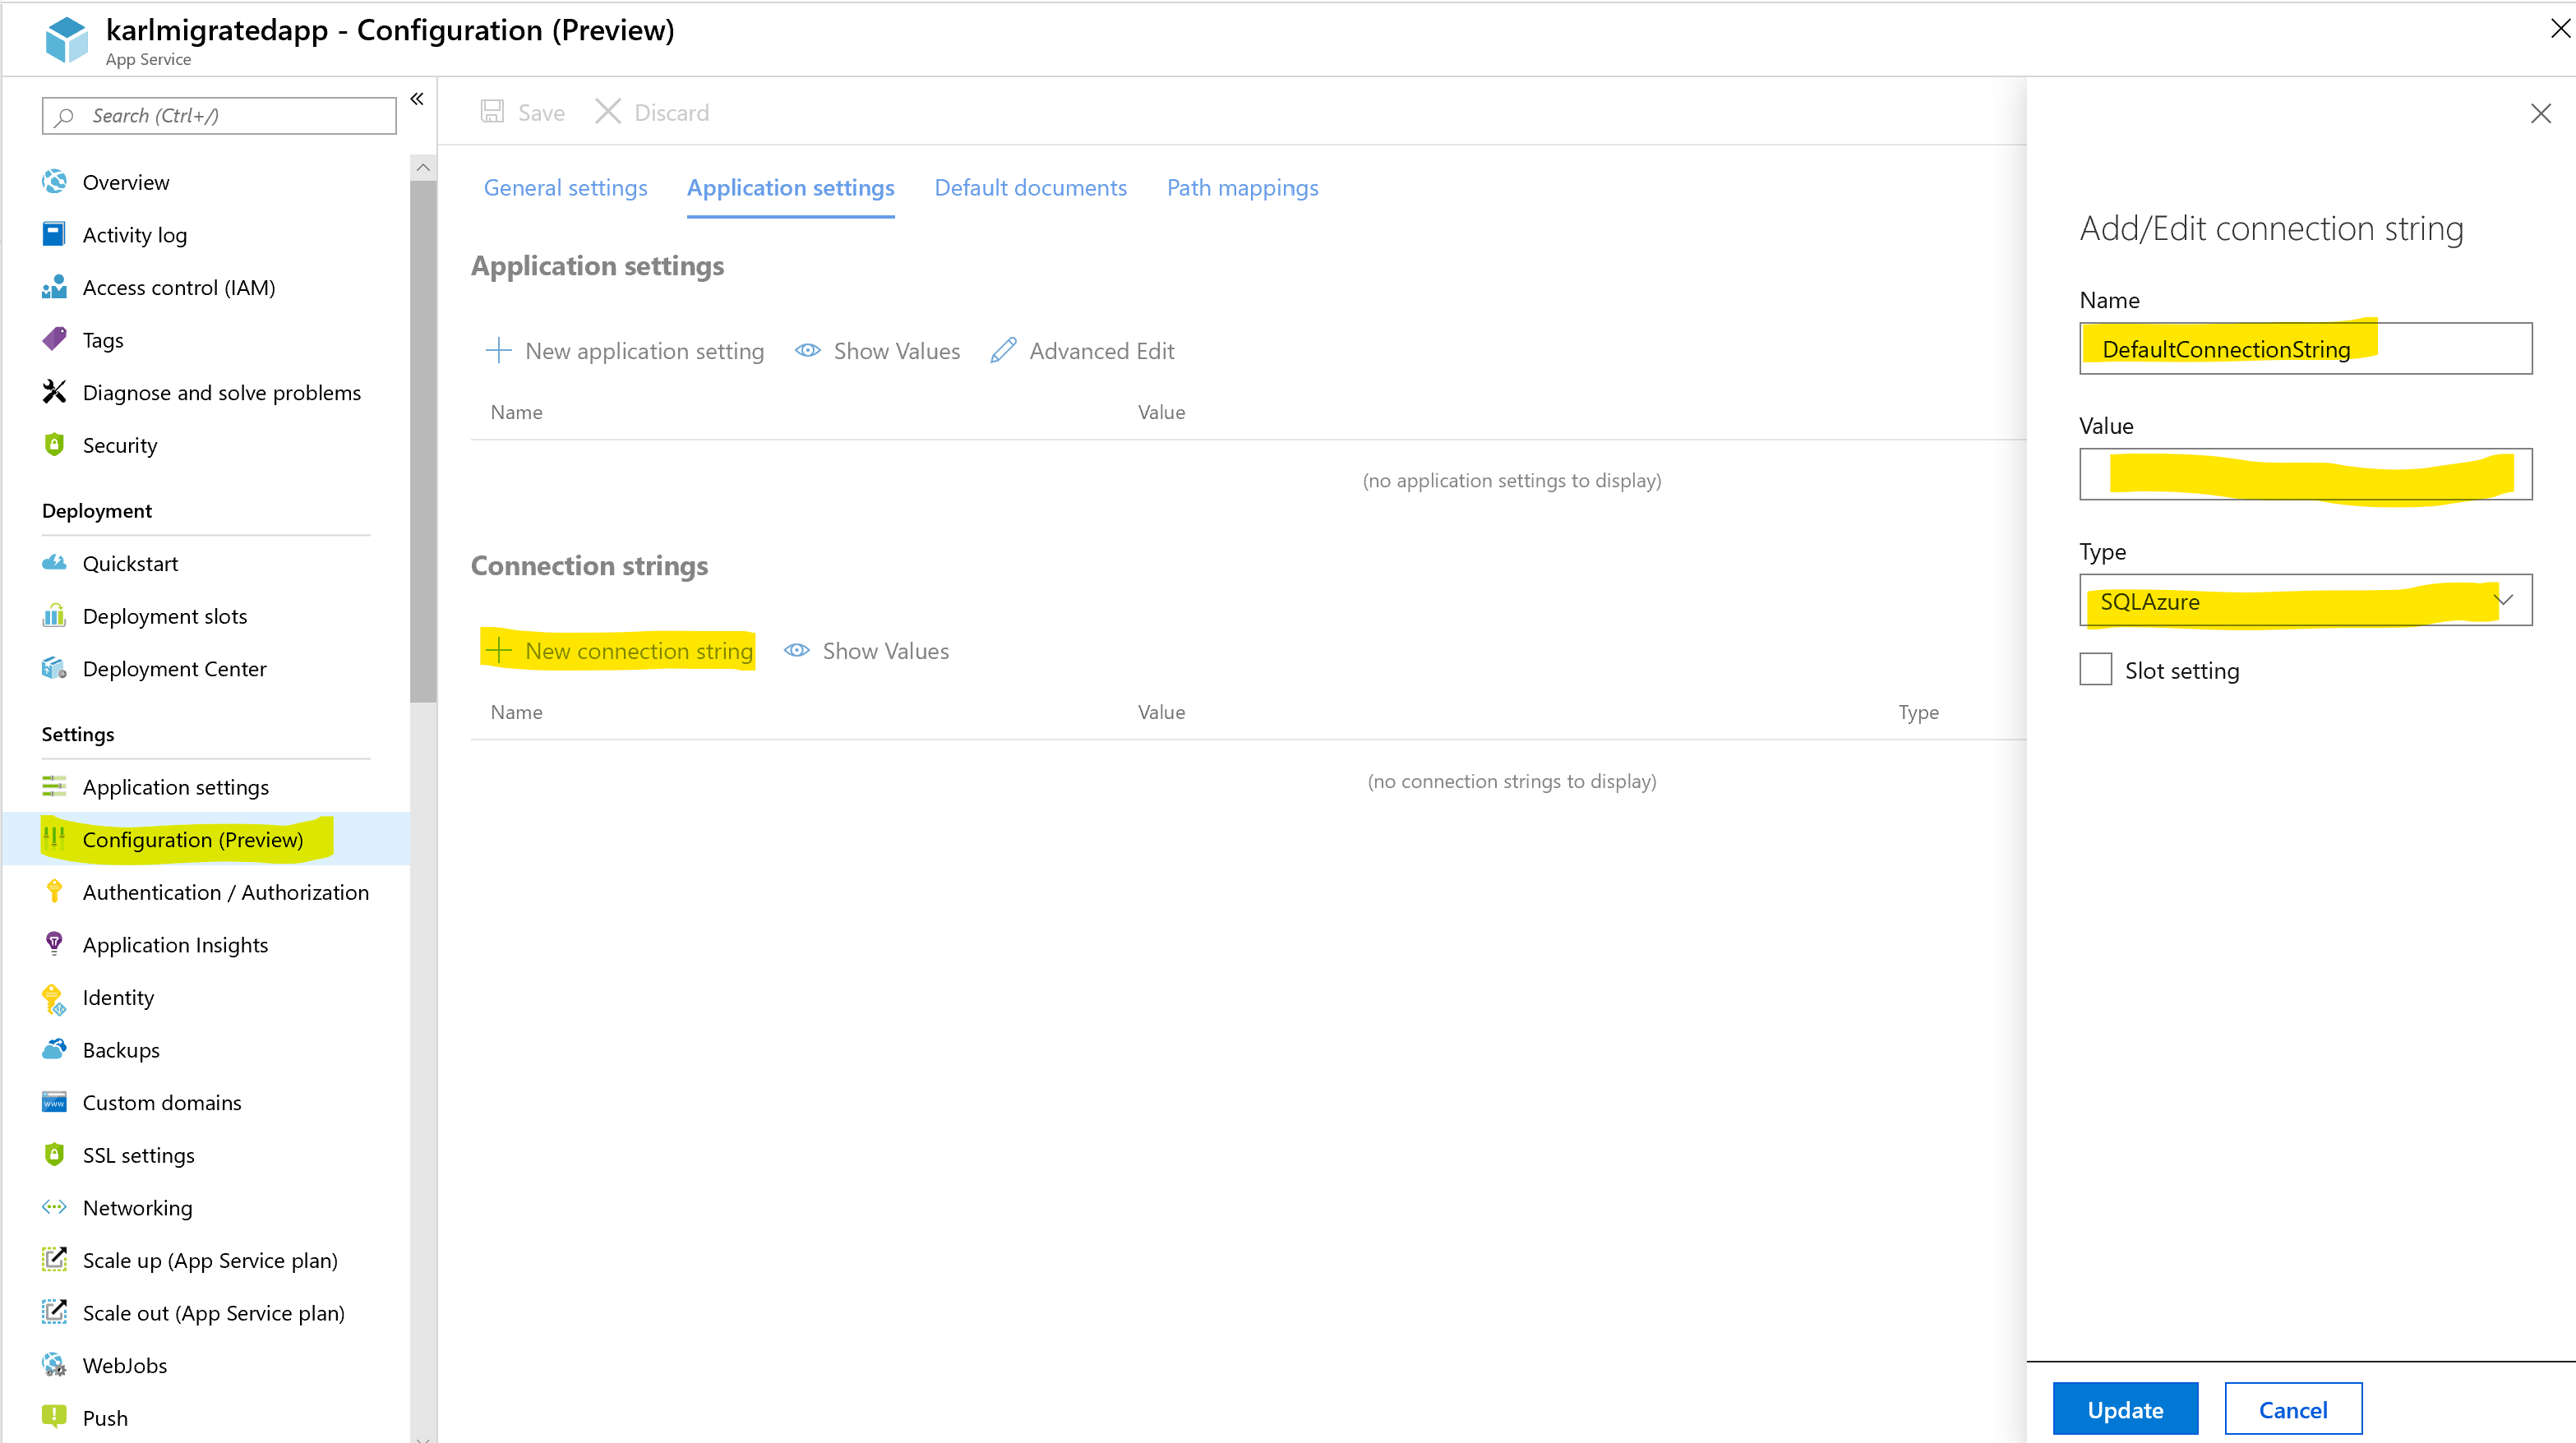 karlmigratedapp - Configuration (Preview)
App Service
Search (Ctrl+/)
Overview
Activity log
Access control (IAM)
Tags
Diagnose and solve problems
Security
Deployment
Quickstart
Deployment slots
Deployment Center
Settings
Application settings
Configuration (Preview)
Authentication / Authorization
Application Insights
Identity
Backups
Custom domains
SSL settings
Networking
Scale up (App Service plan)
Scale out (App Service plan)
WebJobs
Push
Save Discard
General settings Application settings Default documents Path mappings
Application settings
New application setting Show Values Advanced Edit
Name Value
(no application settings to display)
Connection strings
New connection string Show Values
Name Value Type
(no connection strings to display)
Add/Edit connection string
Name
DefaultConnectionString
Value
Type
SQLAzure
Slot setting
Update Cancel